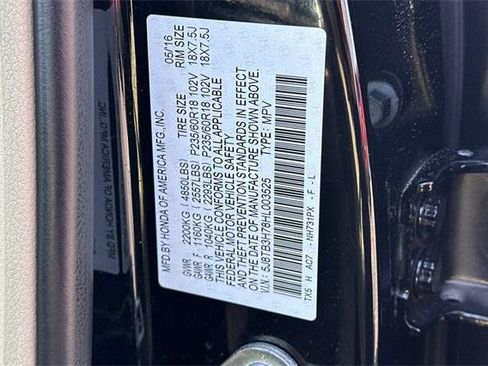 MFD. BY HONDA OF AMERICA MFG., INC. 05/16
TIRE SIZE RIM SIZE
GVWR 2200KG ( 4850LBS)
GAWR F 1160KG ( 2557LBS) P235/60R18 102V 18X7.5J
GAWR R 1040KG ( 2293LBS) P235/60R18 102V 18X7.5J
THIS VEHICLE CONFORMS TO ALL APPLICABLE
FEDERAL MOTOR VEHICLE SAFETY
AND THEFT PREVENTION STANDARDS IN EFFECT
ON THE DATE OF MANUFACTURE SHOWN ABOVE.
V.I.N.: 5J8TB3H78HL003525 TYPE: MPV
TX5 H AC7 - NH731PX - F - L